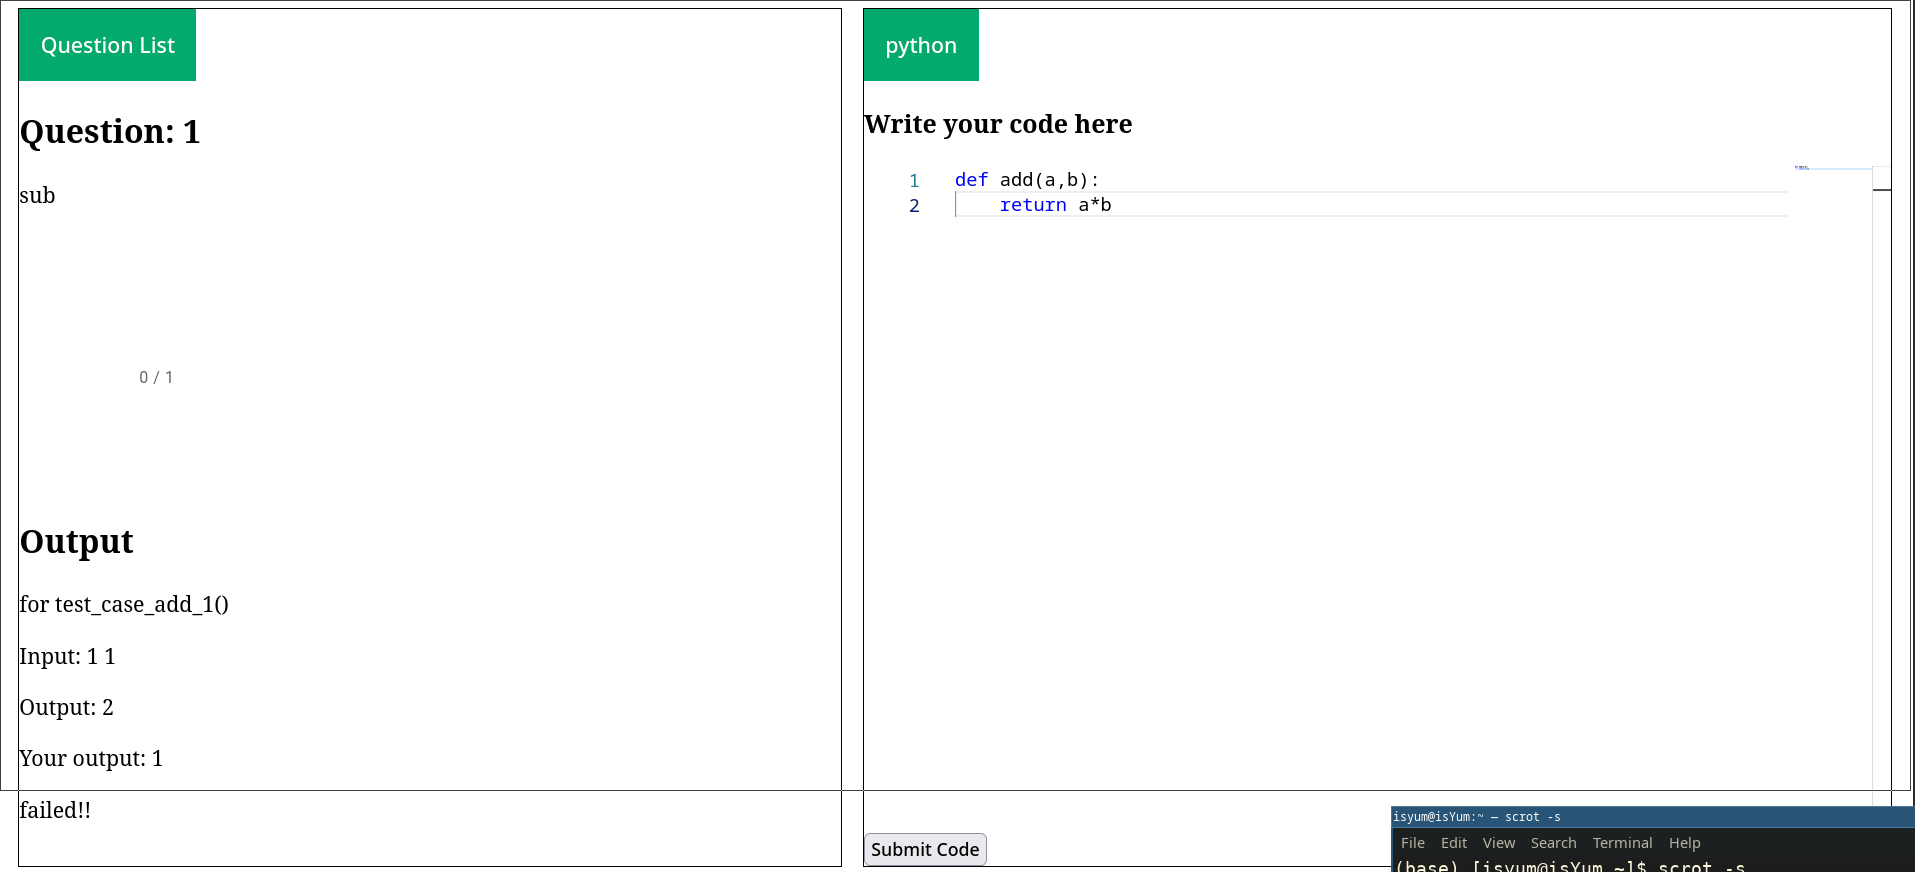 Question List
Question: 1
sub
0 / 1
Output
for test_case_add_1()
Input: 1 1
Output: 2
Your output: 1
failed!!
python
Write your code here
1 def add(a,b):
2     return a*b
Submit Code
isyum@isYum:~ — scrot -s
File Edit View Search Terminal Help
(base) [isyum@isYum ~]$ scrot -s